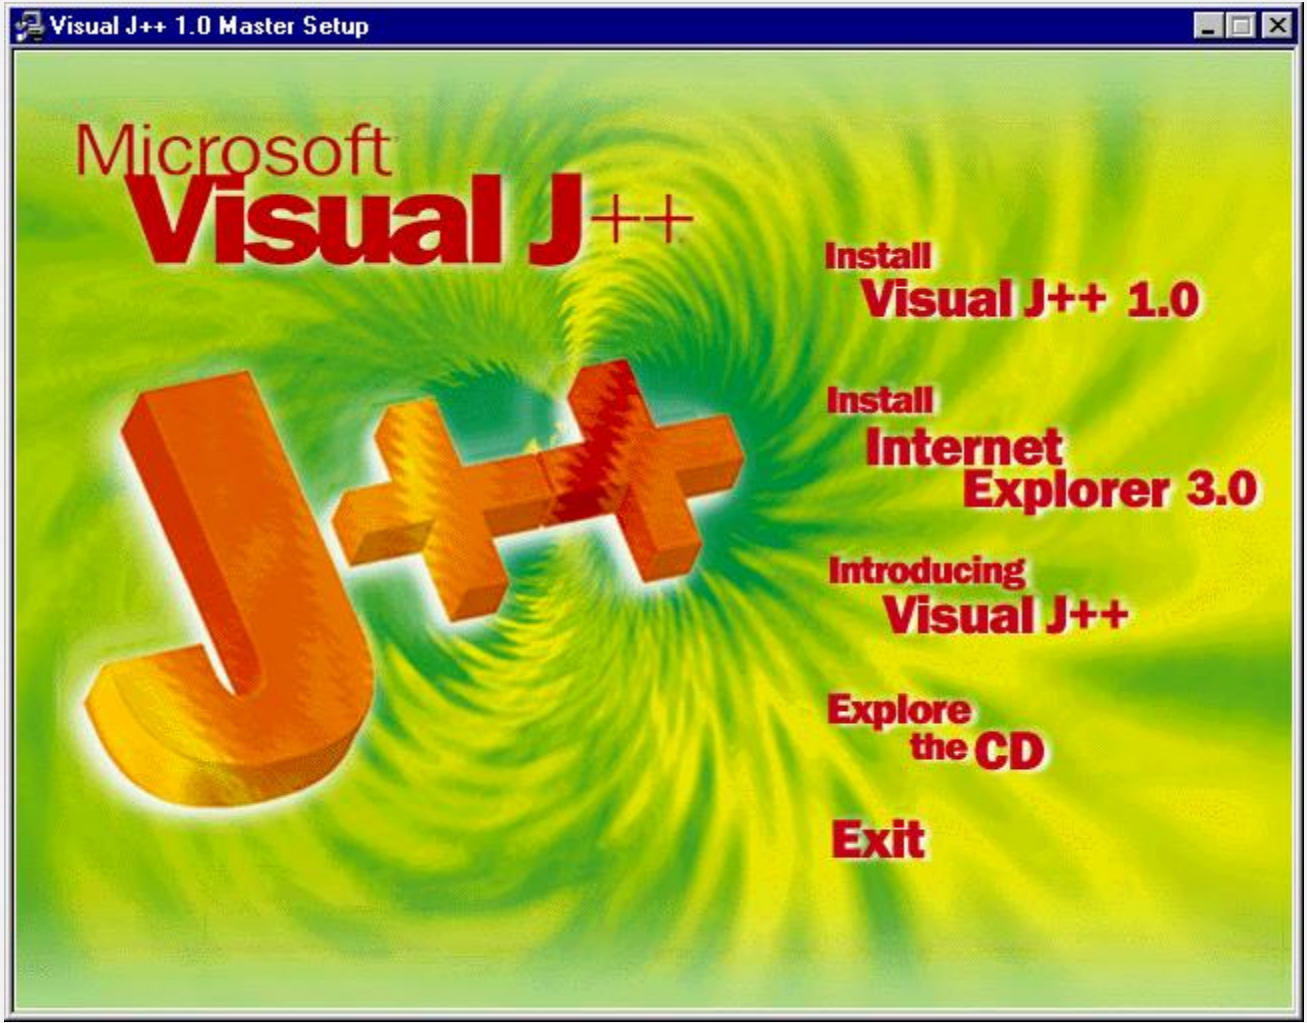 Visual J++ 1.0 Master Setup
Microsoft
Visual J++
J++
Install
Visual J++ 1.0
Install
Internet
Explorer 3.0
Introducing
Visual J++
Explore
the CD
Exit